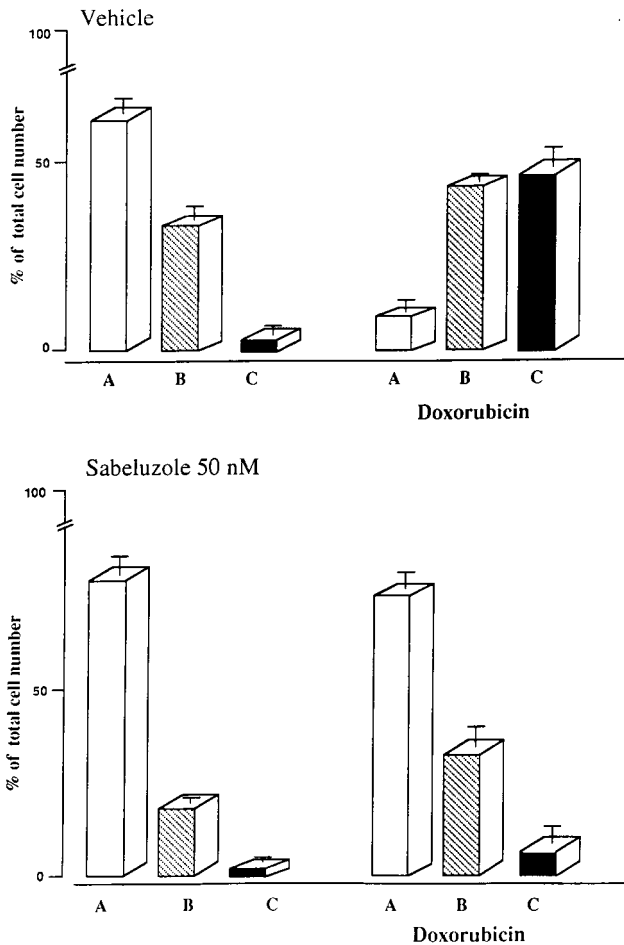 Vehicle
100
50
0
% of total cell number
A B C A B C
Doxorubicin
Sabeluzole 50 nM
100
50
0
% of total cell number
A B C A B C
Doxorubicin